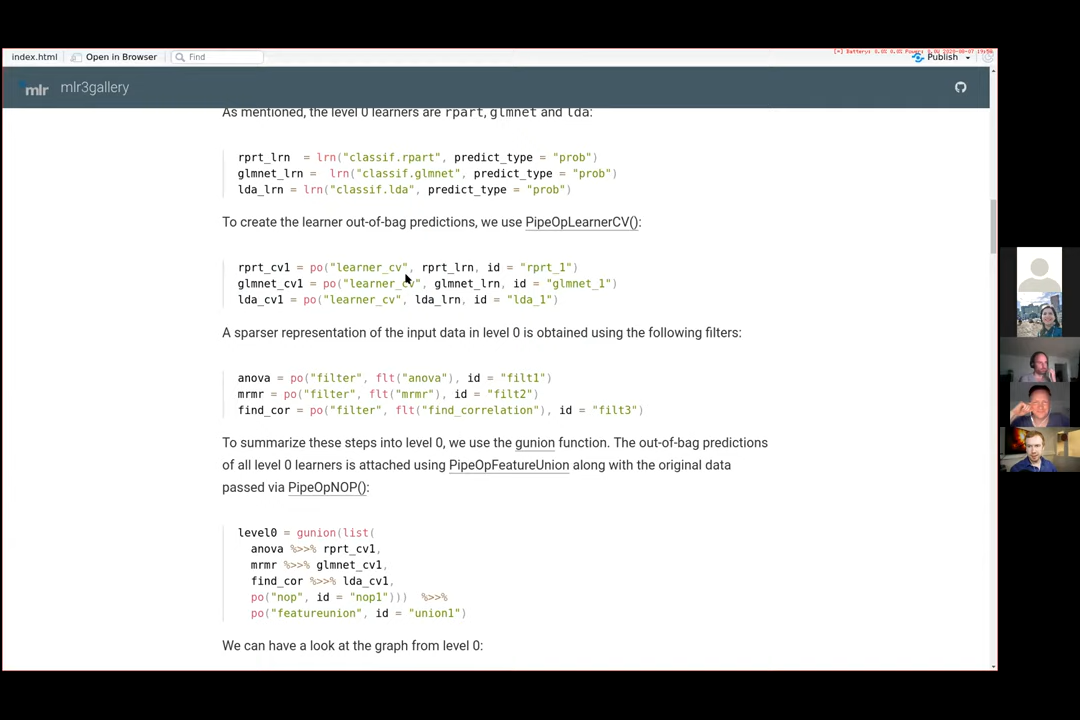 index.html Open in Browser Find Publish
mlr mlr3gallery
As mentioned, the level 0 learners are rpart, glmnet and lda:
rprt_lrn = lrn("classif.rpart", predict_type = "prob")
glmnet_lrn = lrn("classif.glmnet", predict_type = "prob")
lda_lrn = lrn("classif.lda", predict_type = "prob")
To create the learner out-of-bag predictions, we use PipeOpLearnerCV():
rprt_cv1 = po("learner_cv", rprt_lrn, id = "rprt_1")
glmnet_cv1 = po("learner_cv", glmnet_lrn, id = "glmnet_1")
lda_cv1 = po("learner_cv", lda_lrn, id = "lda_1")
A sparser representation of the input data in level 0 is obtained using the following filters:
anova = po("filter", flt("anova"), id = "filt1")
mrmr = po("filter", flt("mrmr"), id = "filt2")
find_cor = po("filter", flt("find_correlation"), id = "filt3")
To summarize these steps into level 0, we use the gunion function. The out-of-bag predictions
of all level 0 learners is attached using PipeOpFeatureUnion along with the original data
passed via PipeOpNOP():
level0 = gunion(list(
anova %>>% rprt_cv1,
mrmr %>>% glmnet_cv1,
find_cor %>>% lda_cv1,
po("nop", id = "nop1"))) %>>%
po("featureunion", id = "union1")
We can have a look at the graph from level 0: